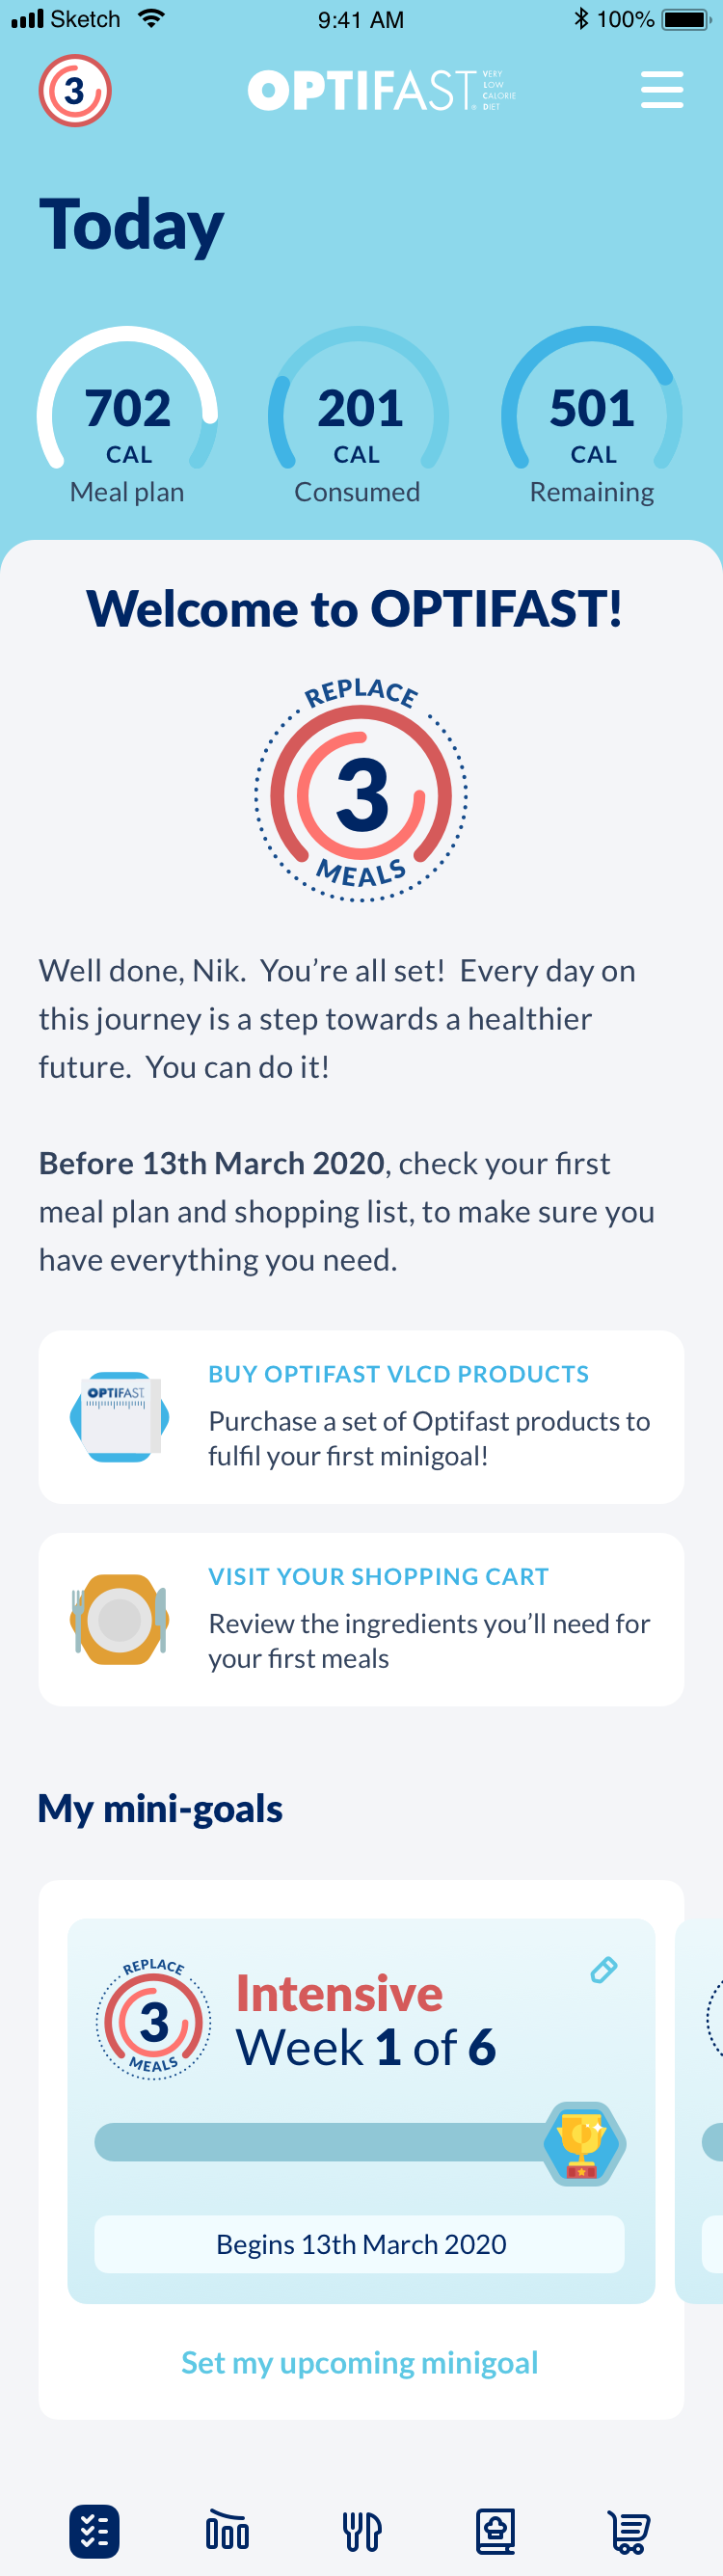 Sketch 9:41 AM 100%
3 OPTIFAST VERY
LOW
CALORIE
DIET
Today
702 201 501
CAL CAL CAL
Meal plan Consumed Remaining
Welcome to OPTIFAST!
REPLACE
3
MEALS
Well done, Nik.  You’re all set!  Every day on
this journey is a step towards a healthier
future.  You can do it!
Before 13th March 2020, check your first
meal plan and shopping list, to make sure you
have everything you need.
OPTIFAST
BUY OPTIFAST VLCD PRODUCTS
Purchase a set of Optifast products to
fulfil your first minigoal!
VISIT YOUR SHOPPING CART
Review the ingredients you’ll need for
your first meals
My mini-goals
REPLACE
3
MEALS
Intensive
Week 1 of 6
Begins 13th March 2020
Set my upcoming minigoal